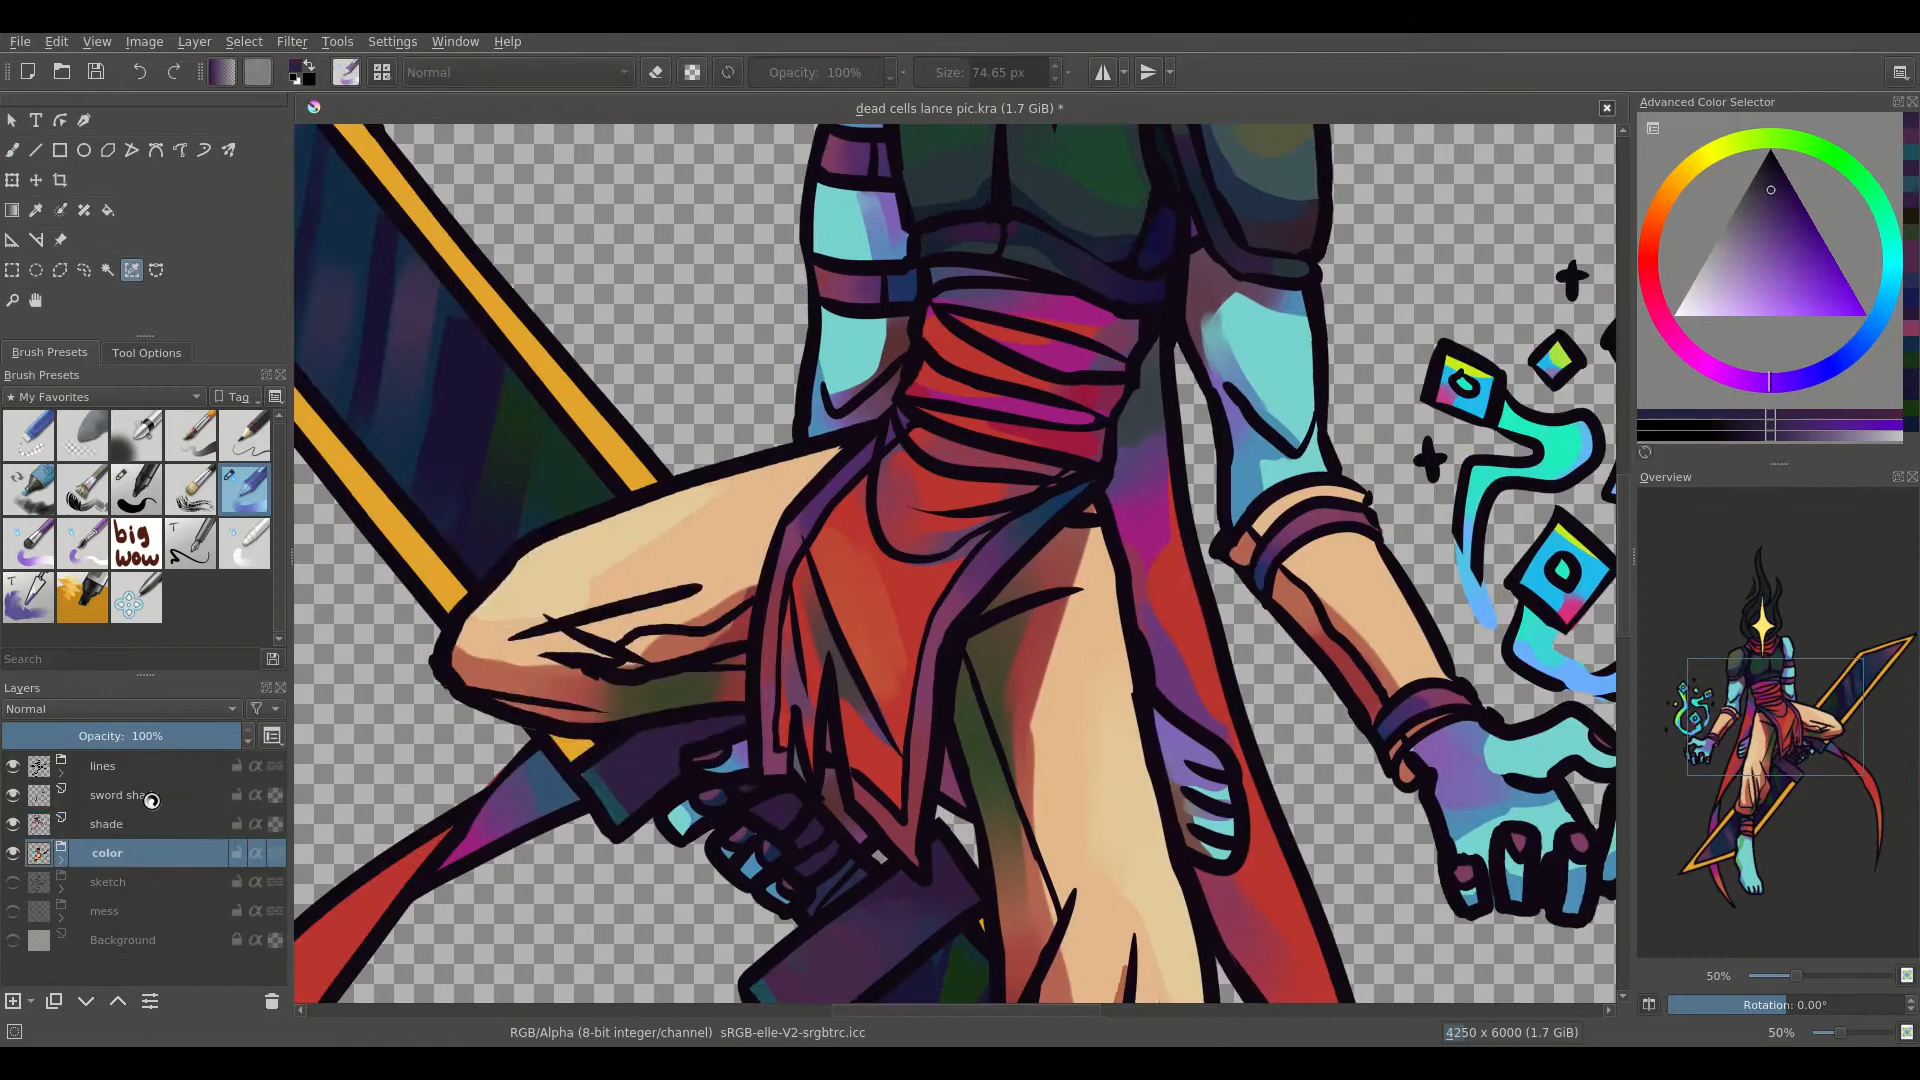 File Edit View Image Layer Select Filter Tools Settings Window Help
Normal
Opacity: 100%
Size: 74.65 px
dead cells lance pic.kra (1.7 GiB) *
Advanced Color Selector
Brush Presets
Tool Options
Brush Presets
★ My Favorites
Tag
big
wow
T
T
Search
Layers
Normal
Opacity: 100%
lines
sword sha
shade
color
sketch
mess
Background
Overview
50%
Rotation: 0.00°
50%
RGB/Alpha (8-bit integer/channel) sRGB-elle-V2-srgbtrc.icc
4250 x 6000 (1.7 GiB)